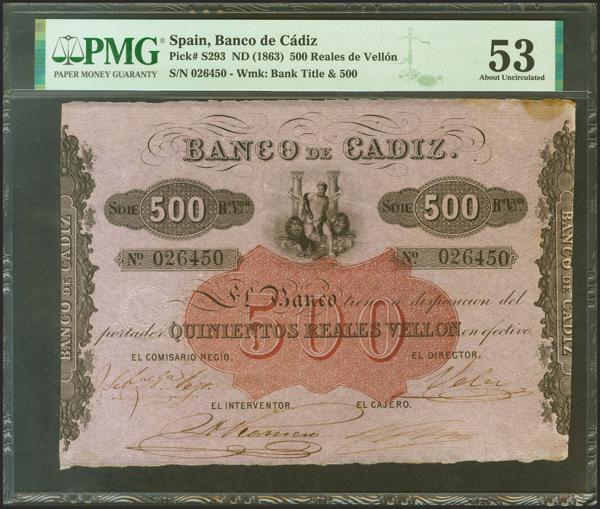 PMG
PAPER MONEY GUARANTY
Spain, Banco de Cádiz
Pick# S293 ND (1863) 500 Reales de Vellón
S/N 026450 - Wmk: Bank Title & 500
53
About Uncirculated
BANCO DE CADIZ.
500
500
Nº 026450
Nº 026450
BANCO DE CADIZ
BANCO DE CADIZ
El Banco tiene a disposicion del
500
portador QUINIENTOS REALES VELLON en efectivo.
EL COMISARIO REGIO.
EL DIRECTOR.
EL INTERVENTOR.
EL CAJERO.